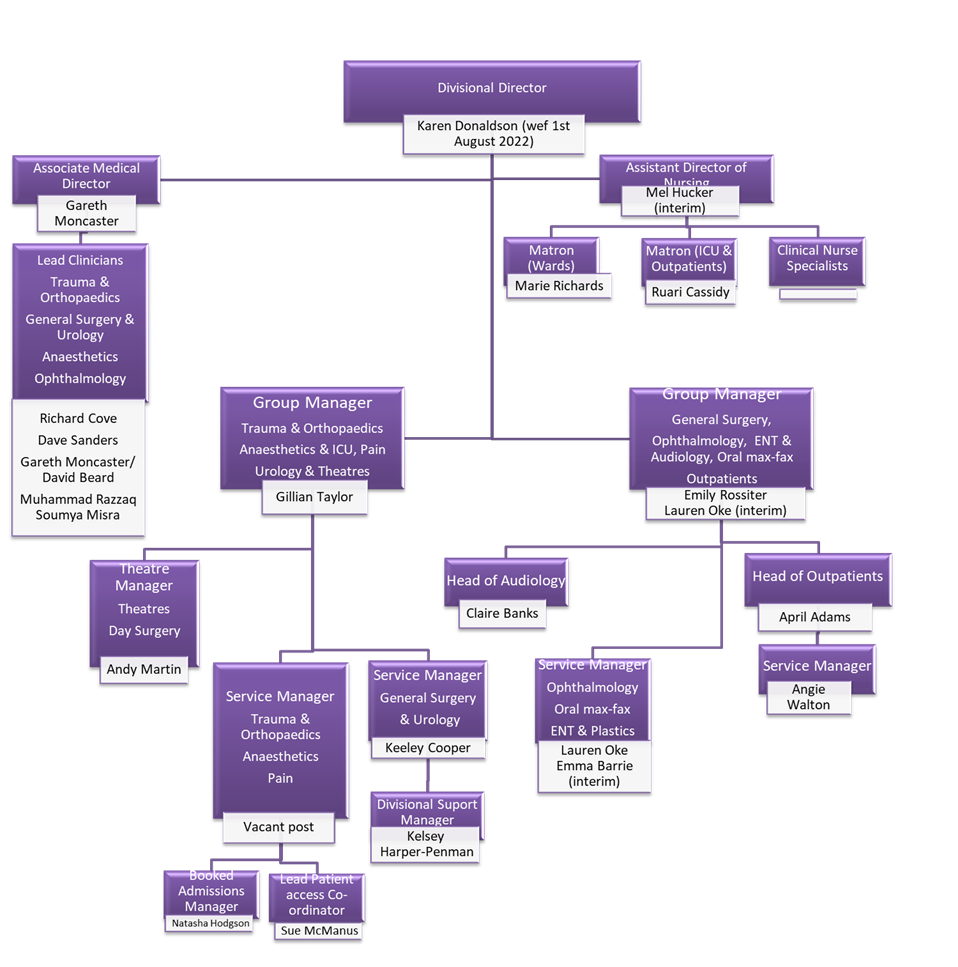 Divisional Director
Karen Donaldson (wef 1st
August 2022)
Associate Medical
Director
Gareth
Moncaster
Assistant Director of
Nursing
Mel Hucker
(interim)
Matron
(Wards)
Marie Richards
Matron (ICU &
Outpatients)
Ruari Cassidy
Clinical Nurse
Specialists
Lead Clinicians
Trauma &
Orthopaedics
General Surgery &
Urology
Anaesthetics
Ophthalmology
Richard Cove
Dave Sanders
Gareth Moncaster/
David Beard
Muhammad Razzaq
Soumya Misra
Group Manager
Trauma & Orthopaedics
Anaesthetics & ICU, Pain
Urology & Theatres
Gillian Taylor
Group Manager
General Surgery,
Ophthalmology, ENT &
Audiology, Oral max-fax
Outpatients
Emily Rossiter
Lauren Oke (interim)
Theatre
Manager
Theatres
Day Surgery
Andy Martin
Head of Audiology
Claire Banks
Head of Outpatients
April Adams
Service Manager
Angie
Walton
Service Manager
Trauma &
Orthopaedics
Anaesthetics
Pain
Vacant post
Service Manager
General Surgery
& Urology
Keeley Cooper
Service Manager
Ophthalmology
Oral max-fax
ENT & Plastics
Lauren Oke
Emma Barrie
(interim)
Divisional Suport
Manager
Kelsey
Harper-Penman
Booked
Admissions
Manager
Natasha Hodgson
Lead Patient
access Co-
ordinator
Sue McManus